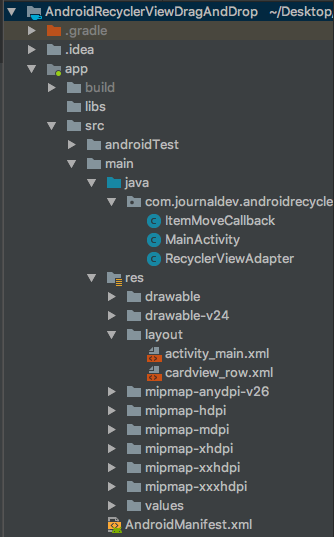 AndroidRecyclerViewDragAndDrop ~/Desktop,
.gradle
.idea
app
build
libs
src
androidTest
main
java
com.journaldev.androidrecycle
ItemMoveCallback
MainActivity
RecyclerViewAdapter
res
drawable
drawable-v24
layout
activity_main.xml
cardview_row.xml
mipmap-anydpi-v26
mipmap-hdpi
mipmap-mdpi
mipmap-xhdpi
mipmap-xxhdpi
mipmap-xxxhdpi
values
AndroidManifest.xml